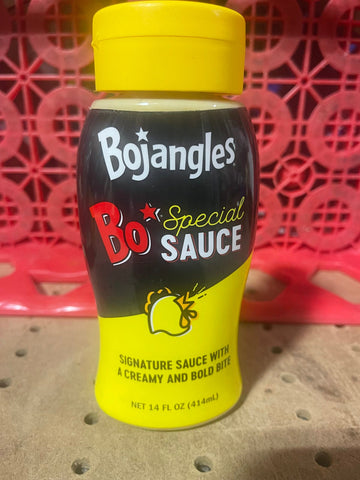 Bojangles
Bo Special
SAUCE
SIGNATURE SAUCE WITH
A CREAMY AND BOLD BITE
NET 14 FL OZ (414mL)